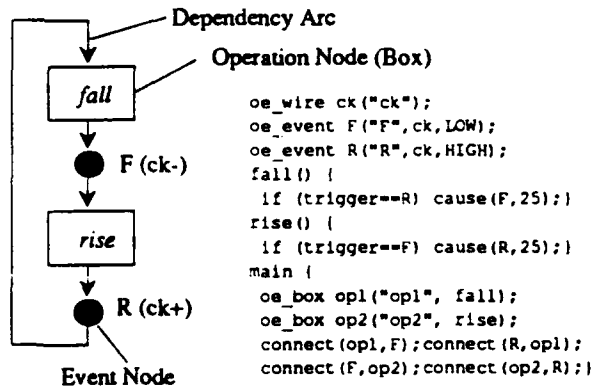 Dependency Arc
Operation Node (Box)
fall
F (ck-)
rise
R (ck+)
Event Node
oe_wire ck("ck");
oe_event F("F",ck,LOW);
oe_event R("R",ck,HIGH);
fall() {
if (trigger==R) cause(F,25);}
rise() {
if (trigger==F) cause(R,25);}
main {
oe_box op1("op1", fall);
oe_box op2("op2", rise);
connect(op1,F);connect(R,op1);
connect(F,op2);connect(op2,R);}